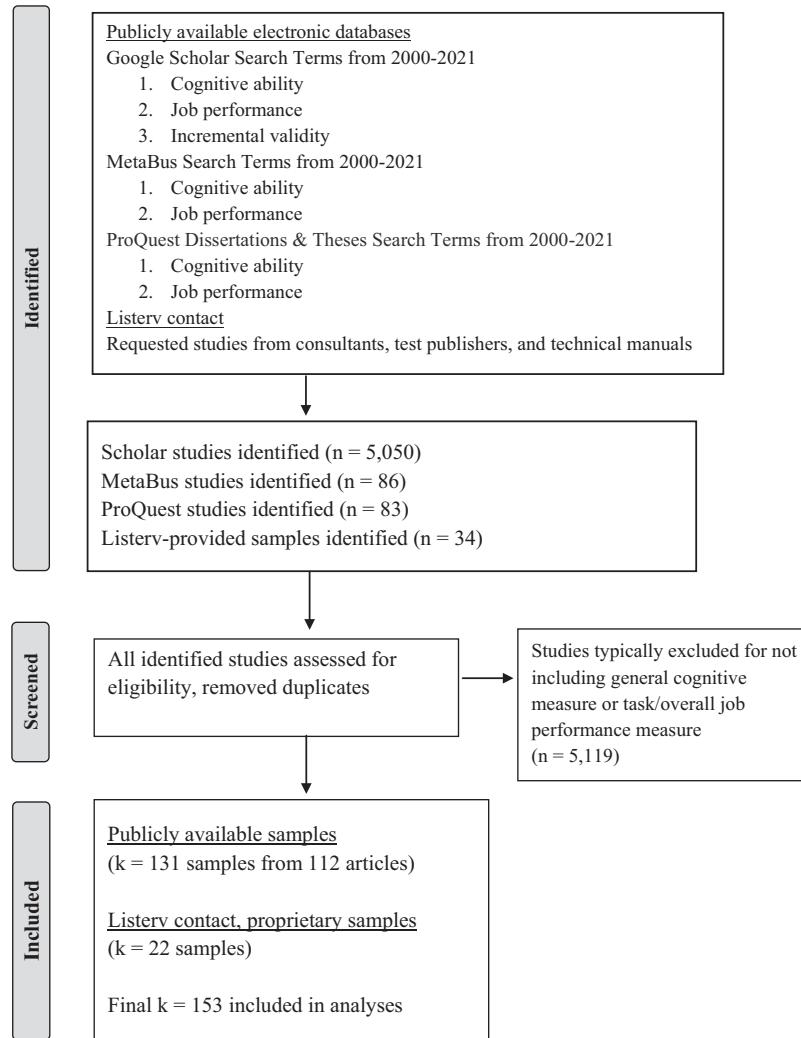 Identified
Publicly available electronic databases
Google Scholar Search Terms from 2000-2021
1. Cognitive ability
2. Job performance
3. Incremental validity
MetaBus Search Terms from 2000-2021
1. Cognitive ability
2. Job performance
ProQuest Dissertations & Theses Search Terms from 2000-2021
1. Cognitive ability
2. Job performance
Listerv contact
Requested studies from consultants, test publishers, and technical manuals
Scholar studies identified (n = 5,050)
MetaBus studies identified (n = 86)
ProQuest studies identified (n = 83)
Listerv-provided samples identified (n = 34)
Screened
All identified studies assessed for
eligibility, removed duplicates
Studies typically excluded for not
including general cognitive
measure or task/overall job
performance measure
(n = 5,119)
Included
Publicly available samples
(k = 131 samples from 112 articles)
Listerv contact, proprietary samples
(k = 22 samples)
Final k = 153 included in analyses